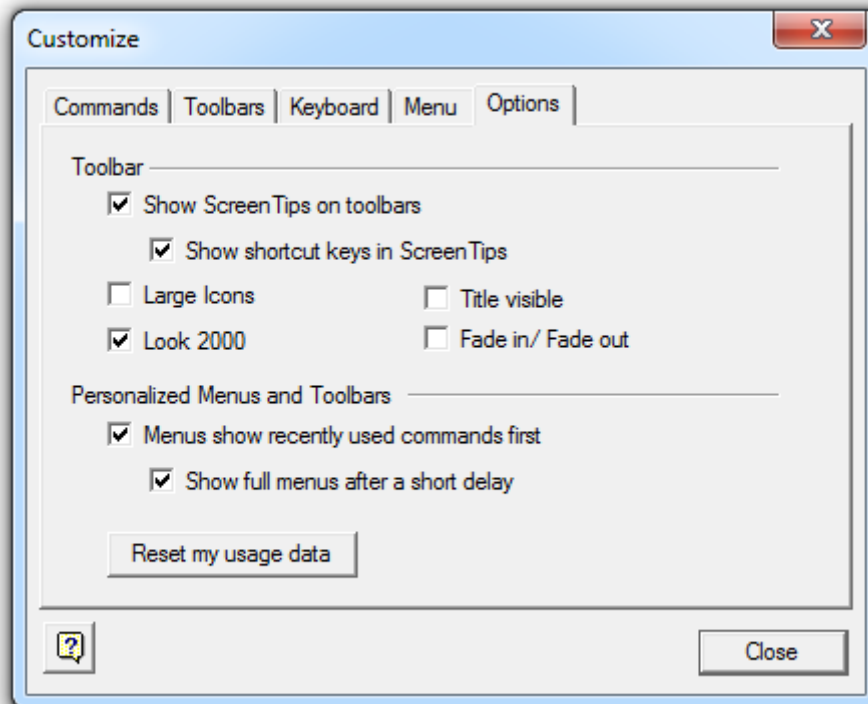 Customize
Commands Toolbars Keyboard Menu Options
Toolbar
Show ScreenTips on toolbars
Show shortcut keys in ScreenTips
Large Icons Title visible
Look 2000 Fade in/ Fade out
Personalized Menus and Toolbars
Menus show recently used commands first
Show full menus after a short delay
Reset my usage data
Close